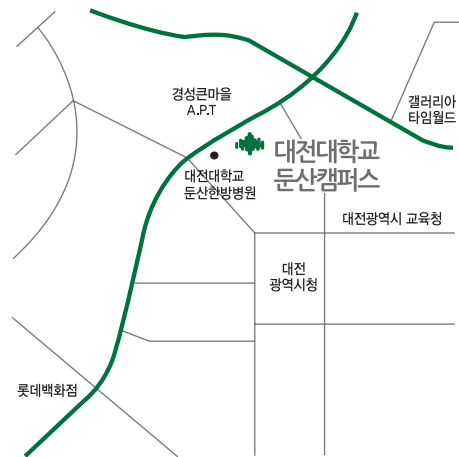 경성큰마을
A.P.T
갤러리아
타임월드
대전대학교
둔산캠퍼스
대전대학교
둔산한방병원
대전광역시 교육청
대전
광역시청
롯데백화점